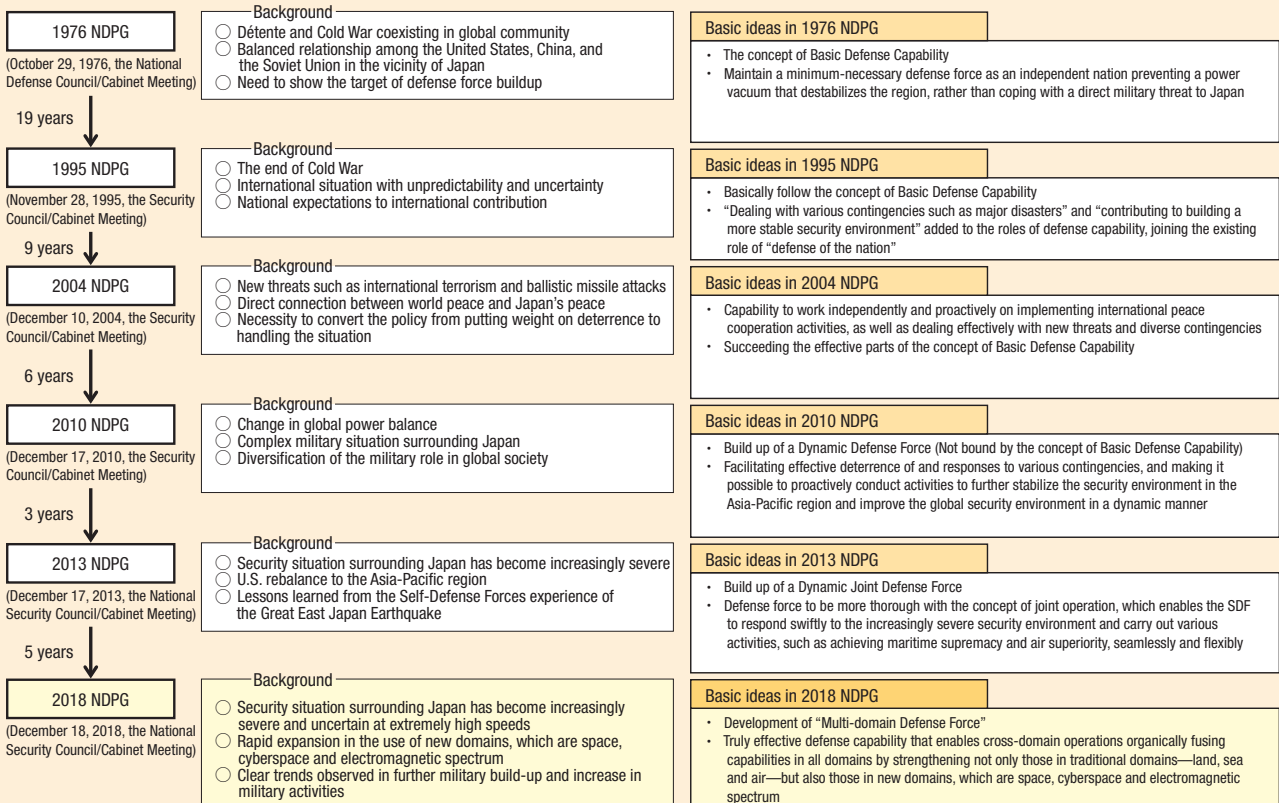 1976 NDPG
(October 29, 1976, the National
Defense Council/Cabinet Meeting)
Background
○ Détente and Cold War coexisting in global community
○ Balanced relationship among the United States, China, and
the Soviet Union in the vicinity of Japan
○ Need to show the target of defense force buildup
Basic ideas in 1976 NDPG
・ The concept of Basic Defense Capability
・ Maintain a minimum-necessary defense force as an independent nation preventing a power
vacuum that destabilizes the region, rather than coping with a direct military threat to Japan
19 years
1995 NDPG
(November 28, 1995, the Security
Council/Cabinet Meeting)
Background
○ The end of Cold War
○ International situation with unpredictability and uncertainty
○ National expectations to international contribution
Basic ideas in 1995 NDPG
・ Basically follow the concept of Basic Defense Capability
・ “Dealing with various contingencies such as major disasters” and “contributing to building a
more stable security environment” added to the roles of defense capability, joining the existing
role of “defense of the nation”
9 years
2004 NDPG
(December 10, 2004, the Security
Council/Cabinet Meeting)
Background
○ New threats such as international terrorism and ballistic missile attacks
○ Direct connection between world peace and Japan’s peace
○ Necessity to convert the policy from putting weight on deterrence to
handling the situation
Basic ideas in 2004 NDPG
・ Capability to work independently and proactively on implementing international peace
cooperation activities, as well as dealing effectively with new threats and diverse contingencies
・ Succeeding the effective parts of the concept of Basic Defense Capability
6 years
2010 NDPG
(December 17, 2010, the Security
Council/Cabinet Meeting)
Background
○ Change in global power balance
○ Complex military situation surrounding Japan
○ Diversification of the military role in global society
Basic ideas in 2010 NDPG
・ Build up of a Dynamic Defense Force (Not bound by the concept of Basic Defense Capability)
・ Facilitating effective deterrence of and responses to various contingencies, and making it
possible to proactively conduct activities to further stabilize the security environment in the
Asia-Pacific region and improve the global security environment in a dynamic manner
3 years
2013 NDPG
(December 17, 2013, the National
Security Council/Cabinet Meeting)
Background
○ Security situation surrounding Japan has become increasingly severe
○ U.S. rebalance to the Asia-Pacific region
○ Lessons learned from the Self-Defense Forces experience of
the Great East Japan Earthquake
Basic ideas in 2013 NDPG
・ Build up of a Dynamic Joint Defense Force
・ Defense force to be more thorough with the concept of joint operation, which enables the SDF
to respond swiftly to the increasingly severe security environment and carry out various
activities, such as achieving maritime supremacy and air superiority, seamlessly and flexibly
5 years
2018 NDPG
(December 18, 2018, the National
Security Council/Cabinet Meeting)
Background
○ Security situation surrounding Japan has become increasingly
severe and uncertain at extremely high speeds
○ Rapid expansion in the use of new domains, which are space,
cyberspace and electromagnetic spectrum
○ Clear trends observed in further military build-up and increase in
military activities
Basic ideas in 2018 NDPG
・ Development of “Multi-domain Defense Force”
・ Truly effective defense capability that enables cross-domain operations organically fusing
capabilities in all domains by strengthening not only those in traditional domains—land, sea
and air—but also those in new domains, which are space, cyberspace and electromagnetic
spectrum